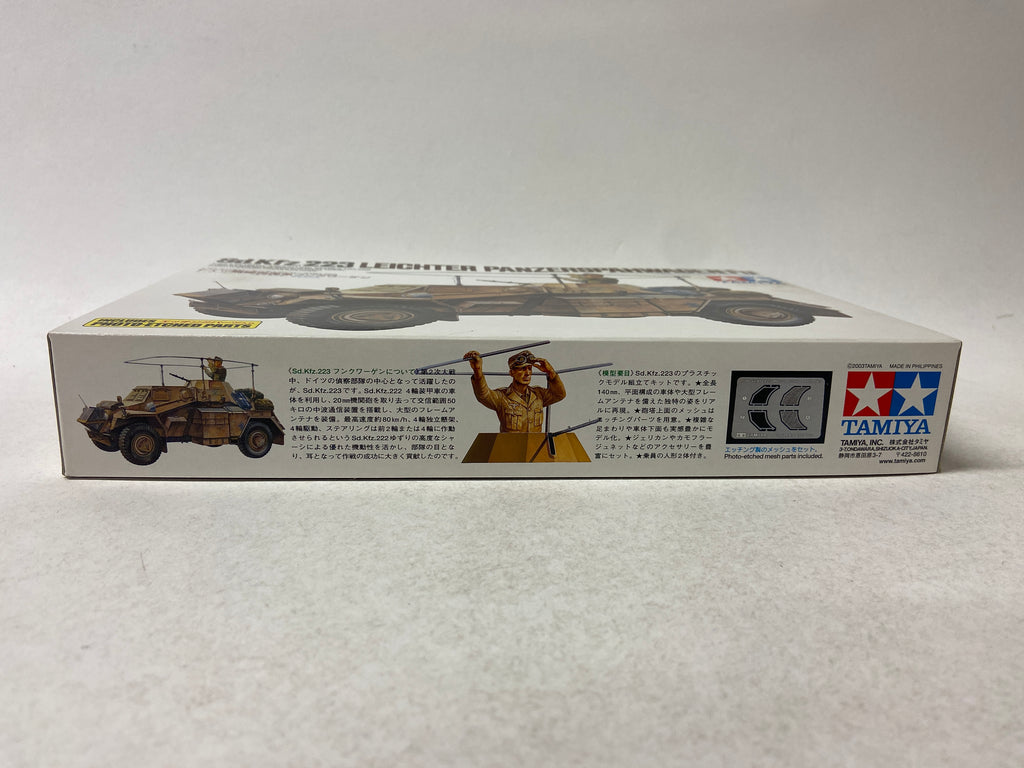 Sd.Kfz.223 LEICHTER
INCLUDES
PHOTO-ETCHED PARTS
〈Sd.Kfz.223 フンクワーゲンについて〉第2次大戦
中、ドイツの偵察部隊の中心となって活躍したの
が、Sd.Kfz.223です。Sd.Kfz.222 4輪装甲車の車
体を利用し、20mm機関砲を取り去って交信範囲50
キロの中波通信装置を搭載し、大型のフレームアン
テナを装備。最高速度約80km/h、4輪独立懸架、
4輪駆動、ステアリングは前2輪または4輪に作動
させられるというSd.Kfz.222ゆずりの高度なシャー
シによる優れた機動性を活かし、部隊の目とな
り、耳となって作戦の成功に大きく貢献したのです。
〈模型要目〉Sd.Kfz.223のプラスチッ
クモデル組立てキットです。★全長
140mm、平面構成の車体や大型フレー
ムアンテナを備えた独特の姿をリア
ルに再現。★砲塔上面のメッシュは
エッチングパーツを用意。★複雑な
足まわりや車体下面も実感豊かにモ
デル化。★ジェリカンやカモフラー
ジュネットなどのアクセサリーも豊
富にセット。★乗員の人形2体付き。
エッチング製のメッシュをセット。
Photo-etched mesh parts included.
©2003TAMIYA MADE IN PHILIPPINES
TAMIYA
TAMIYA, INC. 株式会社タミヤ
3-7,ONDAWARA,SHIZUOKA-CITY,JAPAN.
静岡市恩田原3-7 〒422-8610
www.tamiya.com